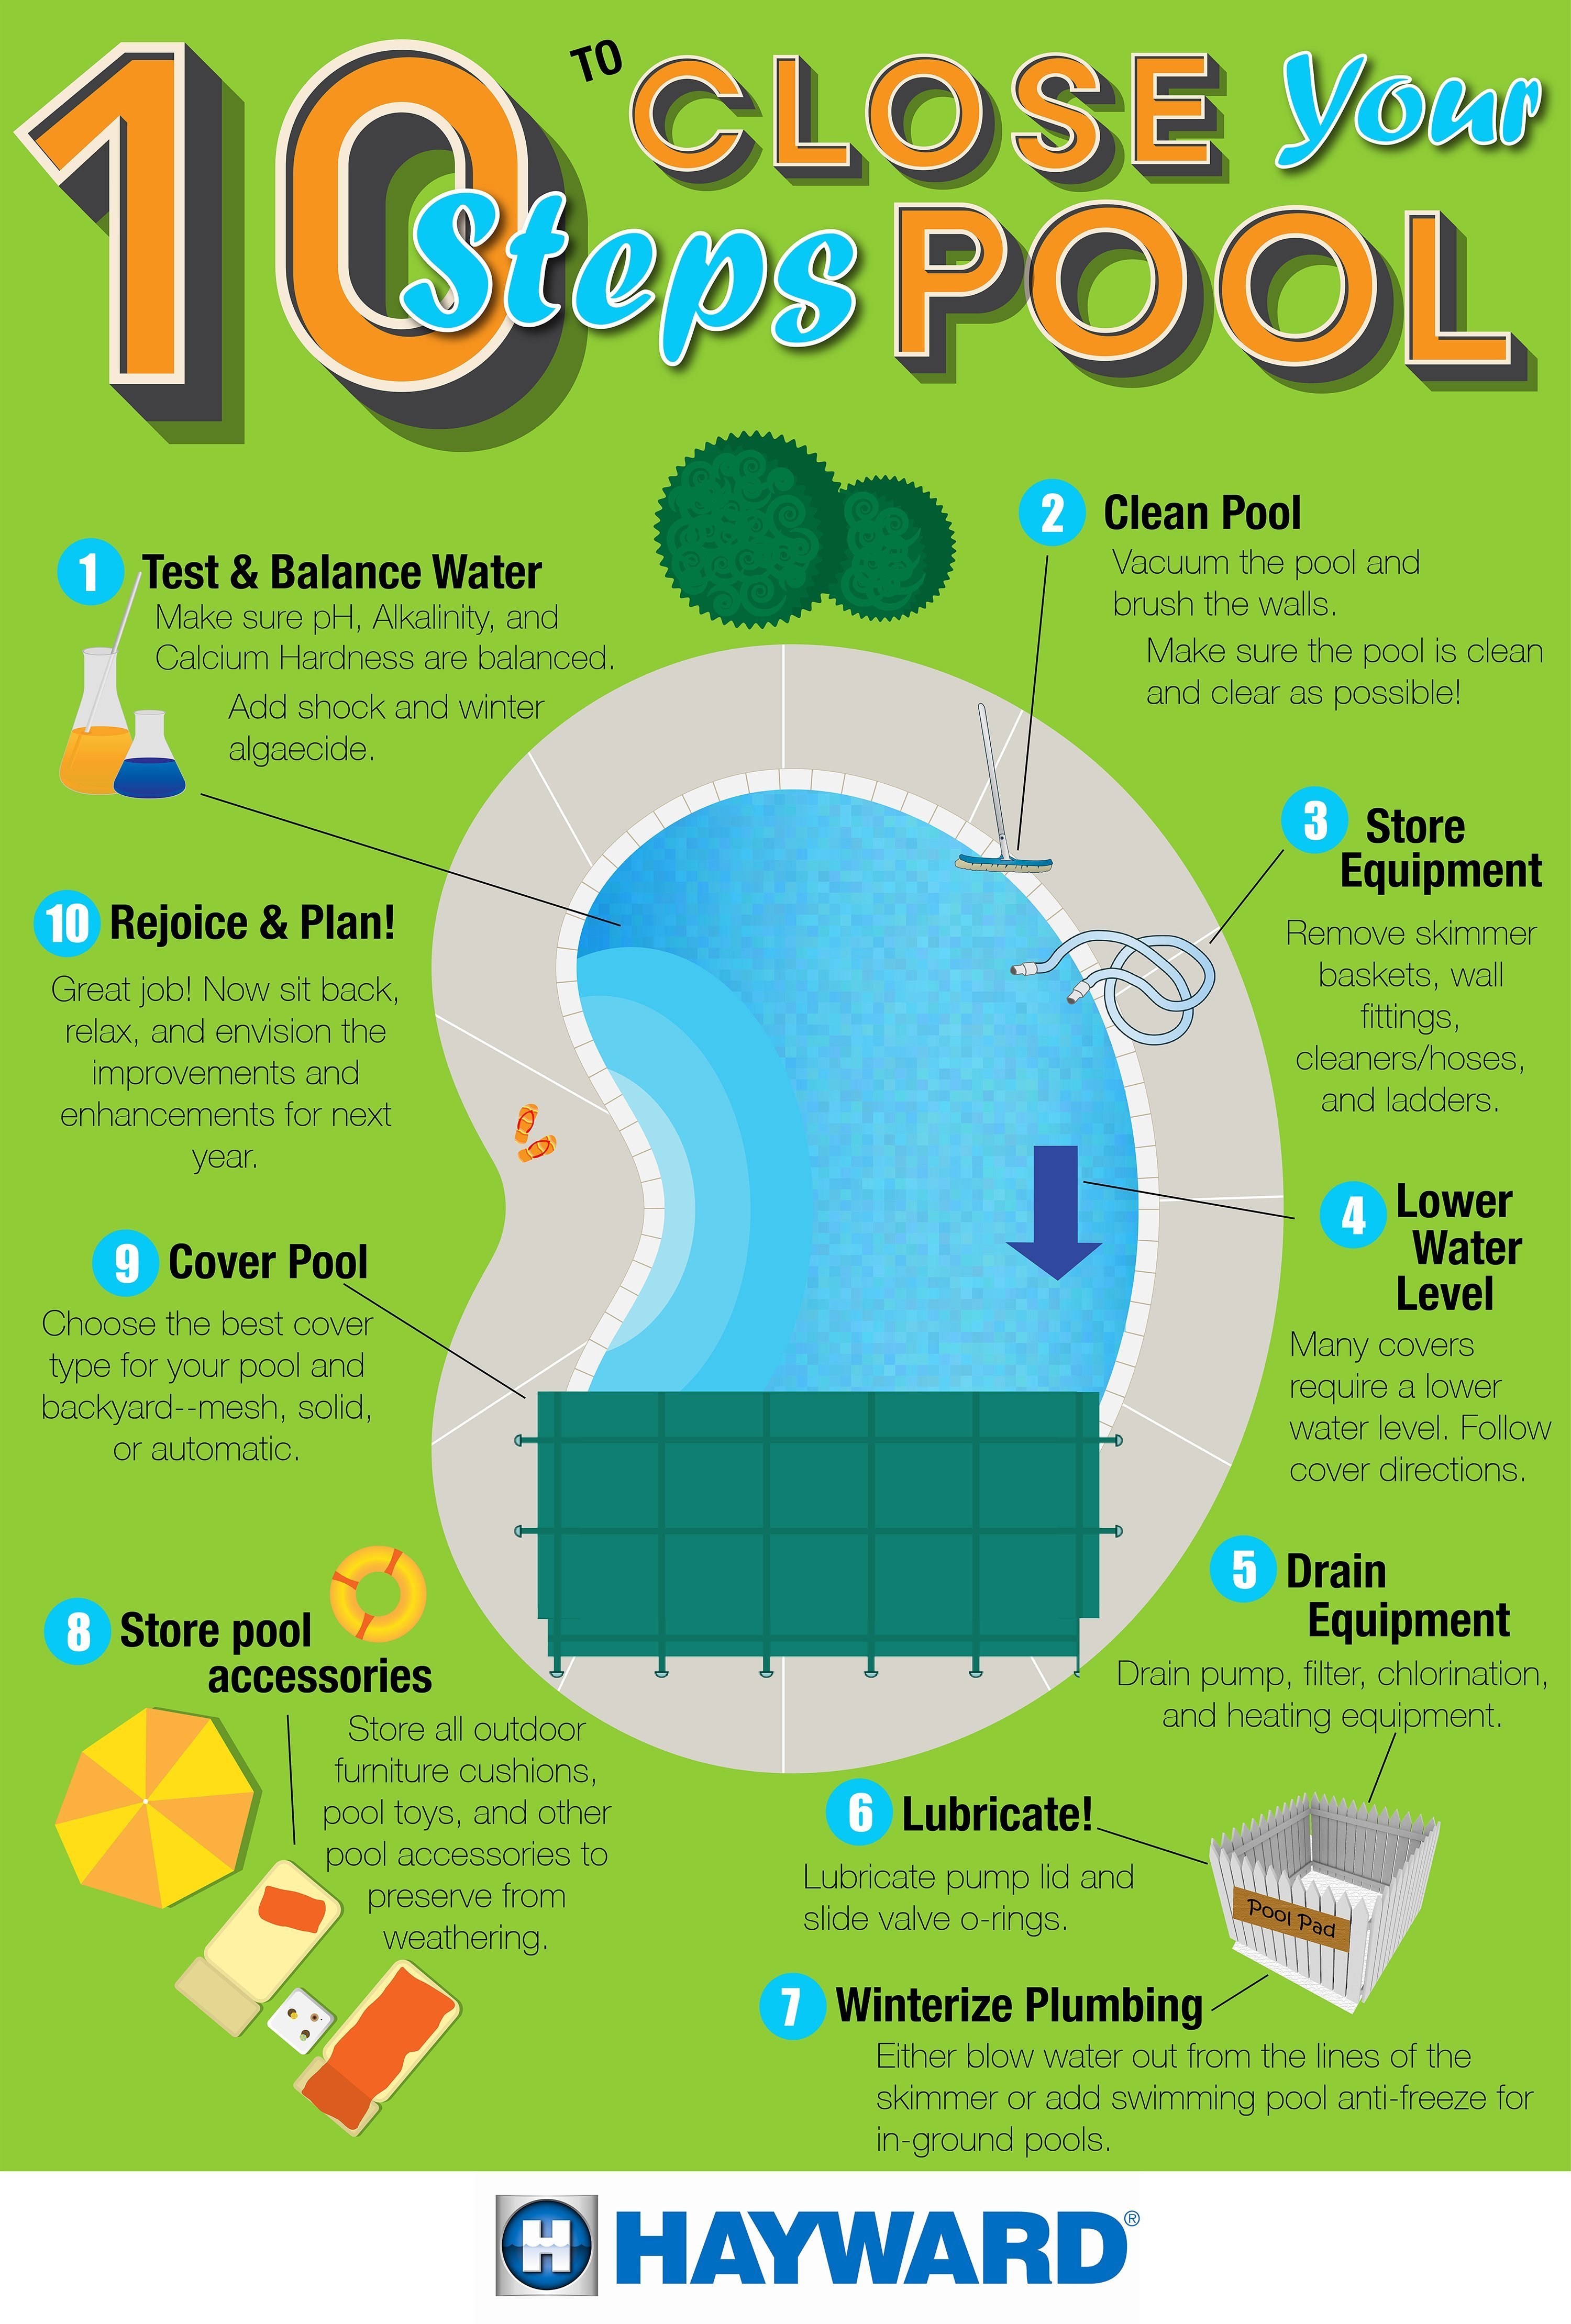 10 Steps TO CLOSE Your
POOL
1 Test & Balance Water
Make sure pH, Alkalinity, and
Calcium Hardness are balanced.
Add shock and winter
algaecide.
2 Clean Pool
Vacuum the pool and
brush the walls.
Make sure the pool is clean
and clear as possible!
3 Store
Equipment
Remove skimmer
baskets, wall
fittings,
cleaners/hoses,
and ladders.
4 Lower
Water
Level
Many covers
require a lower
water level. Follow
cover directions.
5 Drain
Equipment
Drain pump, filter, chlorination,
and heating equipment.
6 Lubricate!
Lubricate pump lid and
slide valve o-rings.
Pool Pad
7 Winterize Plumbing
Either blow water out from the lines of the
skimmer or add swimming pool anti-freeze for
in-ground pools.
8 Store pool
accessories
Store all outdoor
furniture cushions,
pool toys, and other
pool accessories to
preserve from
weathering.
9 Cover Pool
Choose the best cover
type for your pool and
backyard--mesh, solid,
or automatic.
10 Rejoice & Plan!
Great job! Now sit back,
relax, and envision the
improvements and
enhancements for next
year.
H HAYWARD®